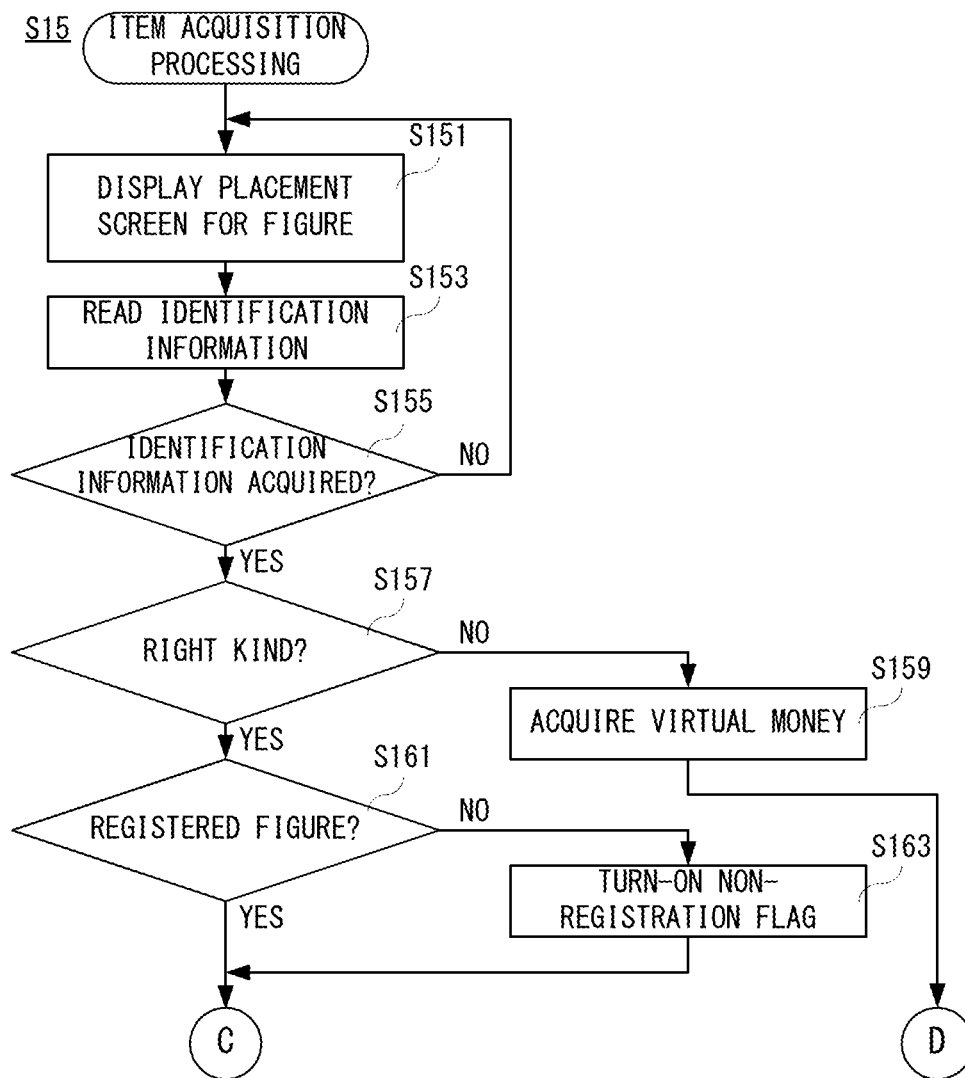 S15
ITEM ACQUISITION
PROCESSING
S151
DISPLAY PLACEMENT
SCREEN FOR FIGURE
S153
READ IDENTIFICATION
INFORMATION
S155
IDENTIFICATION
INFORMATION ACQUIRED?
NO
YES
S157
RIGHT KIND?
NO
S159
ACQUIRE VIRTUAL MONEY
YES
S161
REGISTERED FIGURE?
NO
S163
TURN-ON NON-
REGISTRATION FLAG
YES
C
D